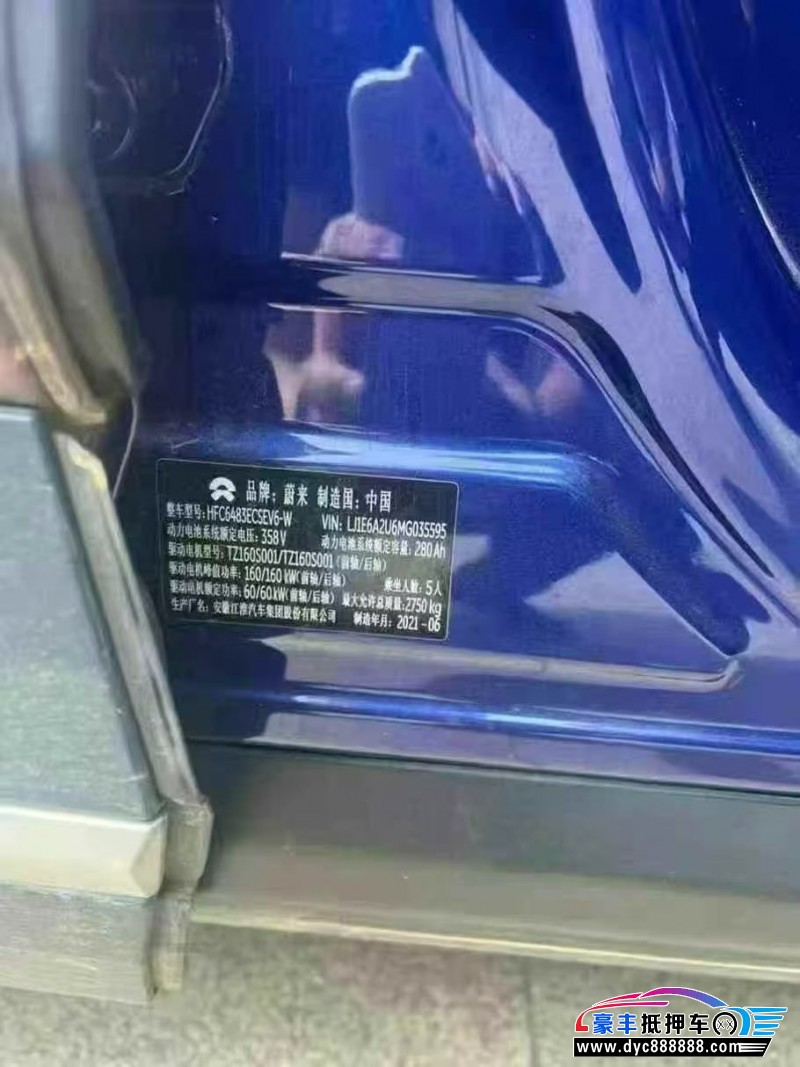 品牌：蔚来 制造国：中国
整车型号：HFC6483ECSEV6-W VIN：LJ1E6A2U6MG035595
动力电池系统额定电压：358V 动力电池系统额定容量：280Ah
驱动电机型号：TZ160S001/TZ160S001（前轴/后轴）
驱动电机峰值功率：160/160kW(前轴/后轴) 乘坐人数：5人
驱动电机额定功率：60/60kW(前轴/后轴) 最大允许总质量：2750kg
生产厂名：安徽江淮汽车集团股份有限公司 制造年月：2021-06
豪丰抵押车
www.dyc888888.com